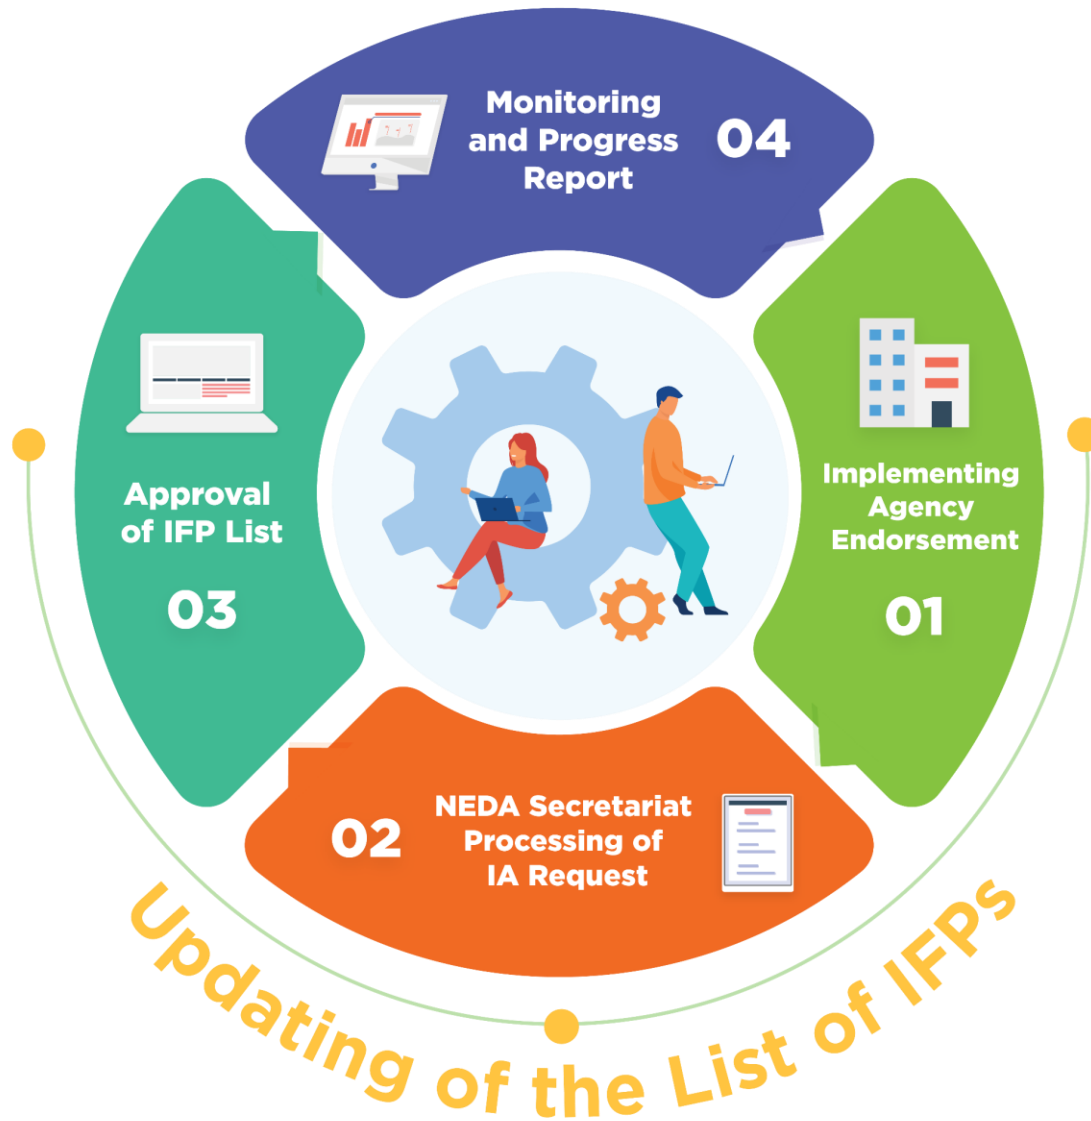 Monitoring
and Progress
Report
04
Implementing
Agency
Endorsement
01
NEDA Secretariat
Processing of
IA Request
02
Approval
of IFP List
03
Updating of the List of IFPs